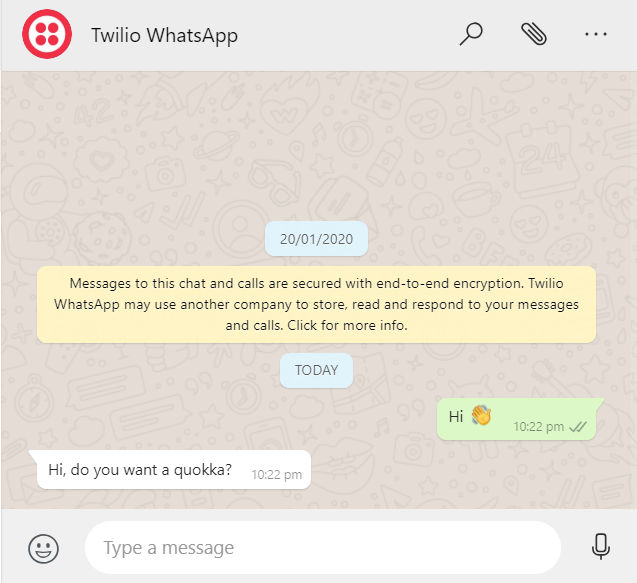 Twilio WhatsApp
20/01/2020
Messages to this chat and calls are secured with end-to-end encryption. Twilio
WhatsApp may use another company to store, read and respond to your messages
and calls. Click for more info.
TODAY
Hi 👋
10:22 pm
Hi, do you want a quokka?
10:22 pm
Type a message